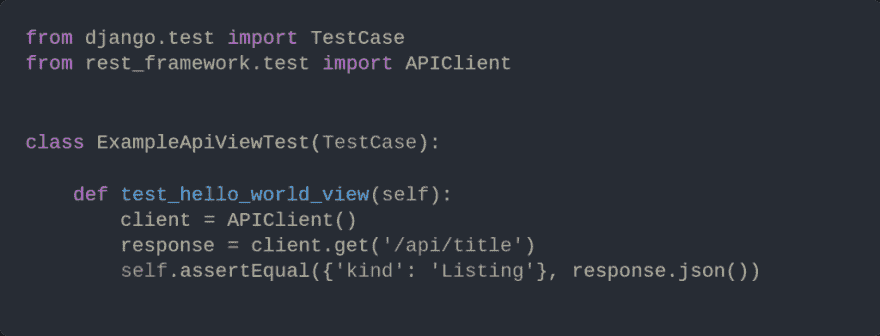 from django.test import TestCase
from rest_framework.test import APIClient
class ExampleApiViewTest(TestCase):
def test_hello_world_view(self):
client = APIClient()
response = client.get('/api/title')
self.assertEqual({'kind': 'Listing'}, response.json())